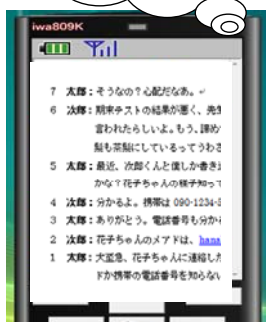 iwa809K
7 太郎：そうなの？心配だなあ。↵
6 次郎：期末テストの結果が悪く、先生
言われたらしいよ。もう、諦め
髪も茶髪にしているってうわさ
5 太郎：最近、次郎くんと僕しか書き込
かな？花子ちゃんの様子知って
4 次郎：分かるよ。携帯は 090-1234-5
3 太郎：ありがとう。電話番号も分か
2 次郎：花子ちゃんのメアドは、hana
1 太郎：大至急、花子ちゃんに連絡した
ドか携帯の電話番号を知らない